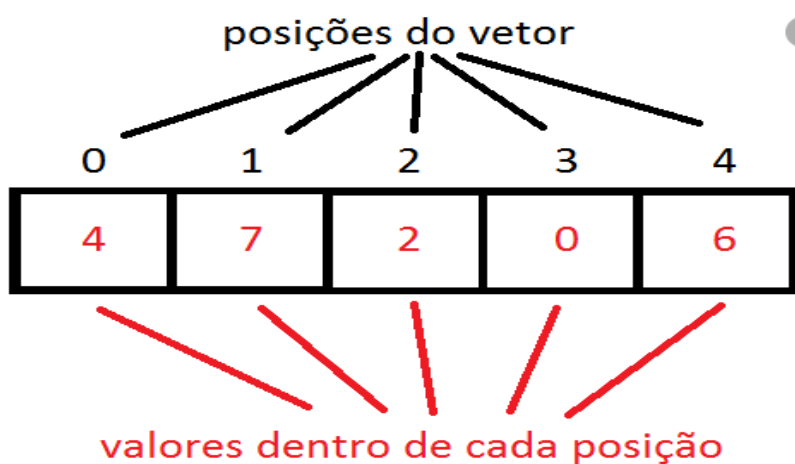 posições do vetor
0 1 2 3 4
4 7 2 0 6
valores dentro de cada posição